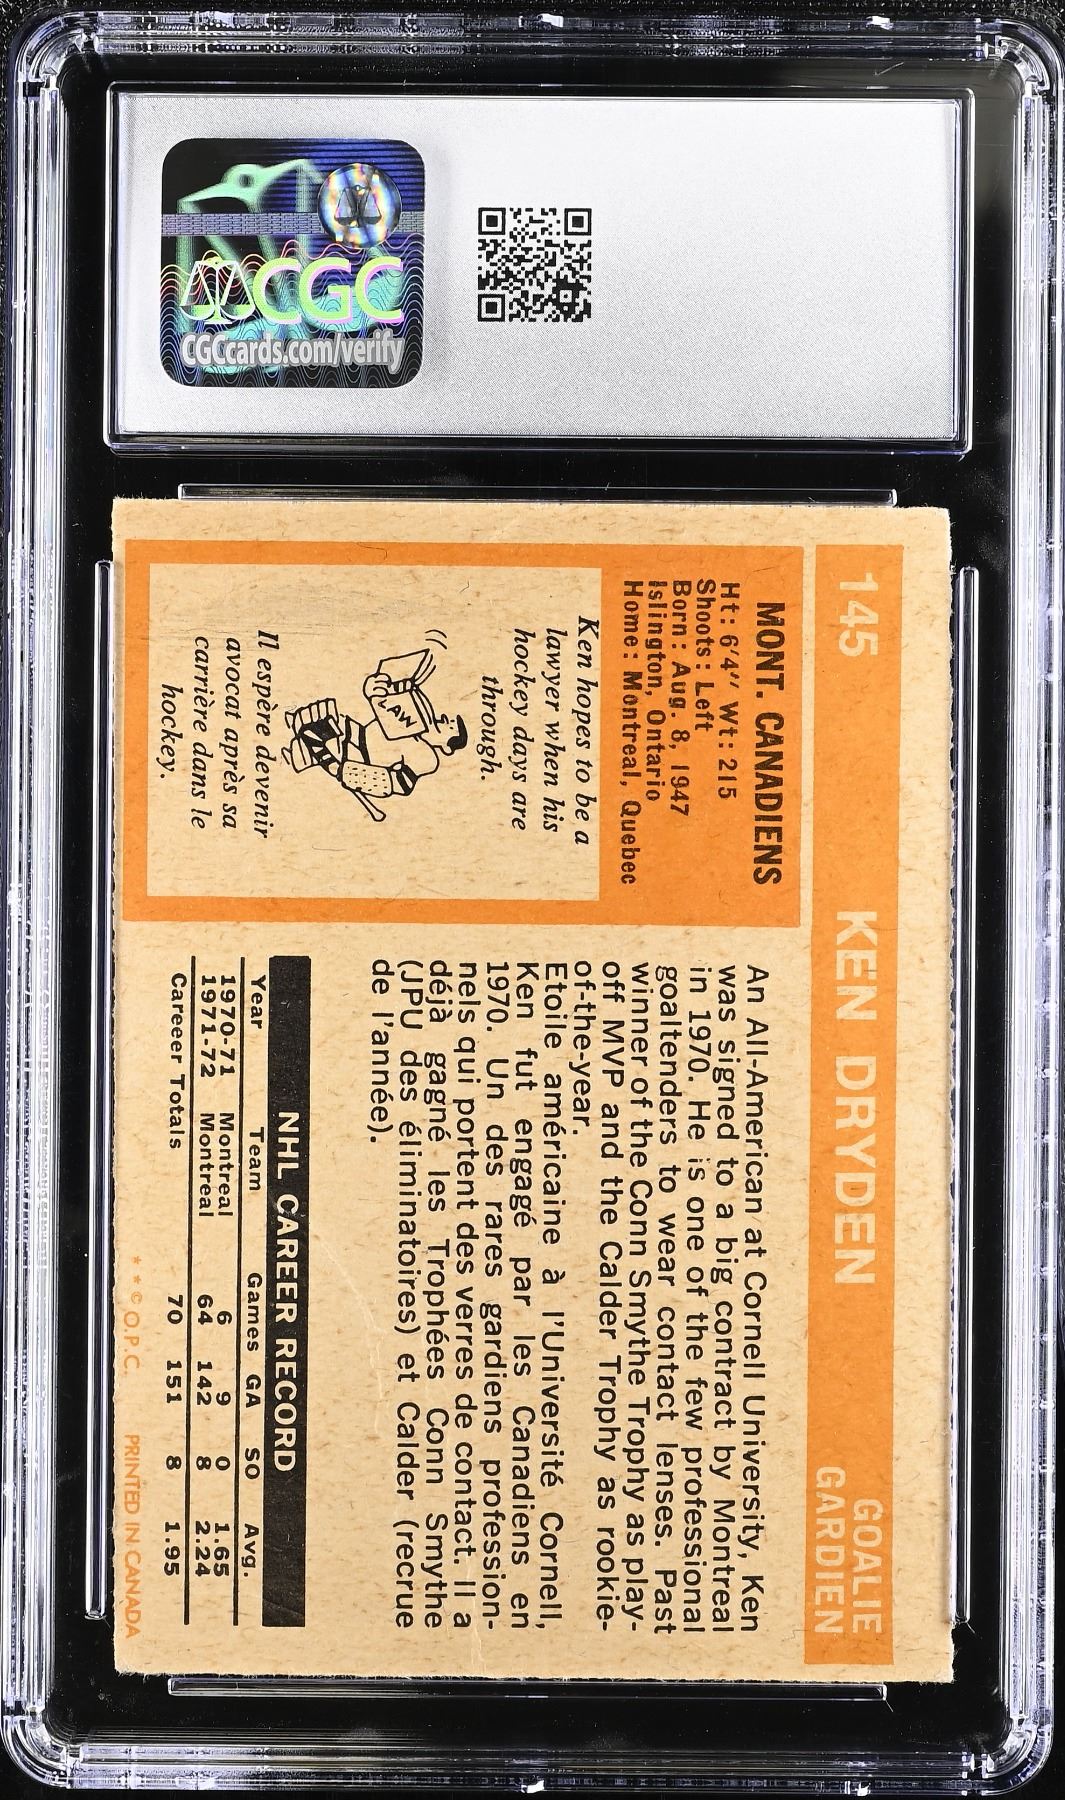 CGC
CGCcards.com/verify
145 KEN DRYDEN GOALIE
GARDIEN
MONT. CANADIENS
Ht: 6'4" Wt: 215
Shoots: Left
Born: Aug. 8, 1947
Islington, Ontario
Home: Montreal, Quebec
Ken hopes to be a
lawyer when his
hockey days are
through.
LAW
Il espère devenir
avocat après sa
carrière dans le
hockey.
An All-American at Cornell University, Ken
was signed to a big contract by Montreal
in 1970. He is one of the few professional
goaltenders to wear contact lenses. Past
winner of the Conn Smythe Trophy as play-
off MVP and the Calder Trophy as rookie-
of-the-year.
Etoile américaine à l'Université Cornell,
Ken fut engagé par les Canadiens en
1970. Un des rares gardiens profession-
nels qui portent des verres de contact. Il a
déjà gagné les Trophées Conn Smythe
(JPU des éliminatoires) et Calder (recrue
de l'année).
NHL CAREER RECORD
Year Team Games GA SO Avg.
1970-71 Montreal 6 9 0 1.65
1971-72 Montreal 64 142 8 2.24
Career Totals 70 151 8 1.95
* * © O.P.C. PRINTED IN CANADA